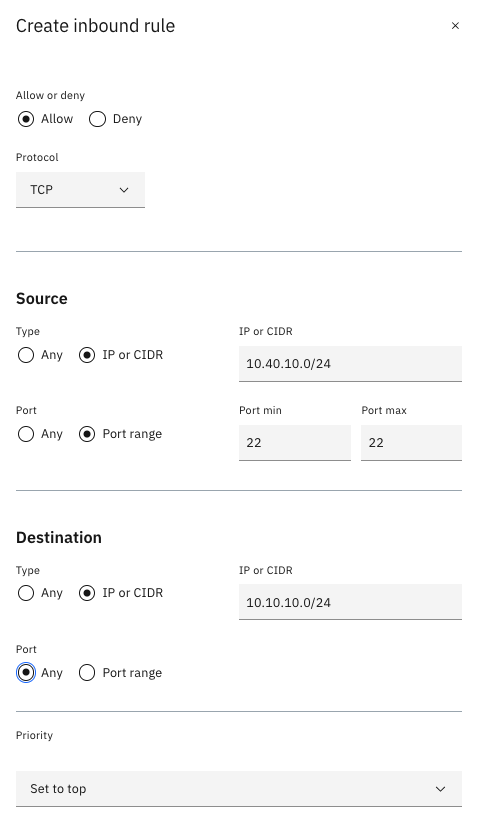 Create inbound rule
Allow or deny
Allow Deny
Protocol
TCP
Source
Type
Any IP or CIDR
IP or CIDR
10.40.10.0/24
Port
Any Port range
Port min Port max
22 22
Destination
Type
Any IP or CIDR
IP or CIDR
10.10.10.0/24
Port
Any Port range
Priority
Set to top